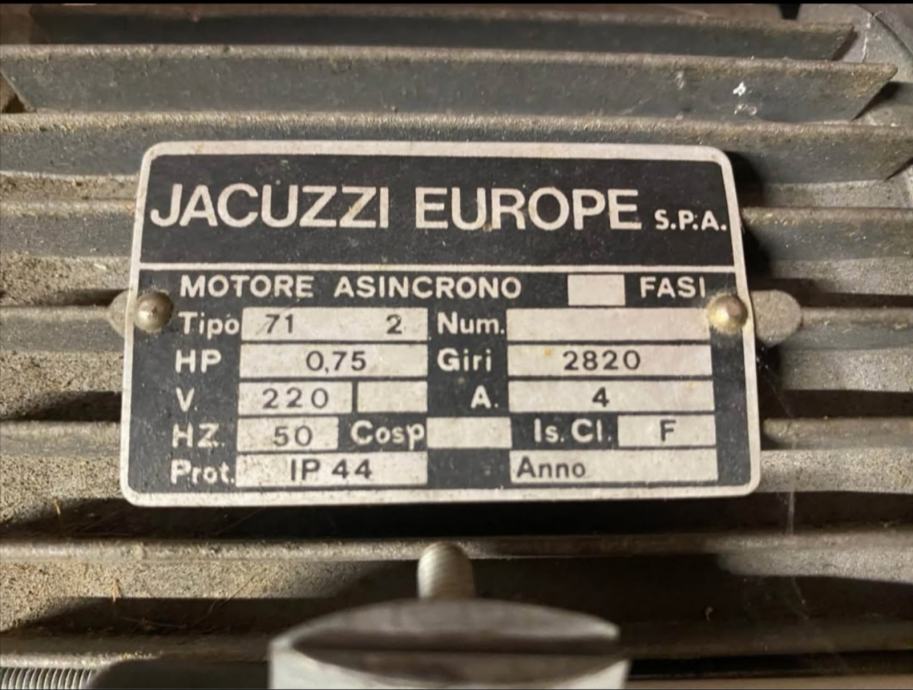 JACUZZI EUROPE S.P.A.
MOTORE ASINCRONO FASI
Tipo 71 2 Num.
HP 0,75 Giri 2820
V. 220 A. 4
HZ. 50 Cosp Is. Cl. F
Prot. IP 44 Anno